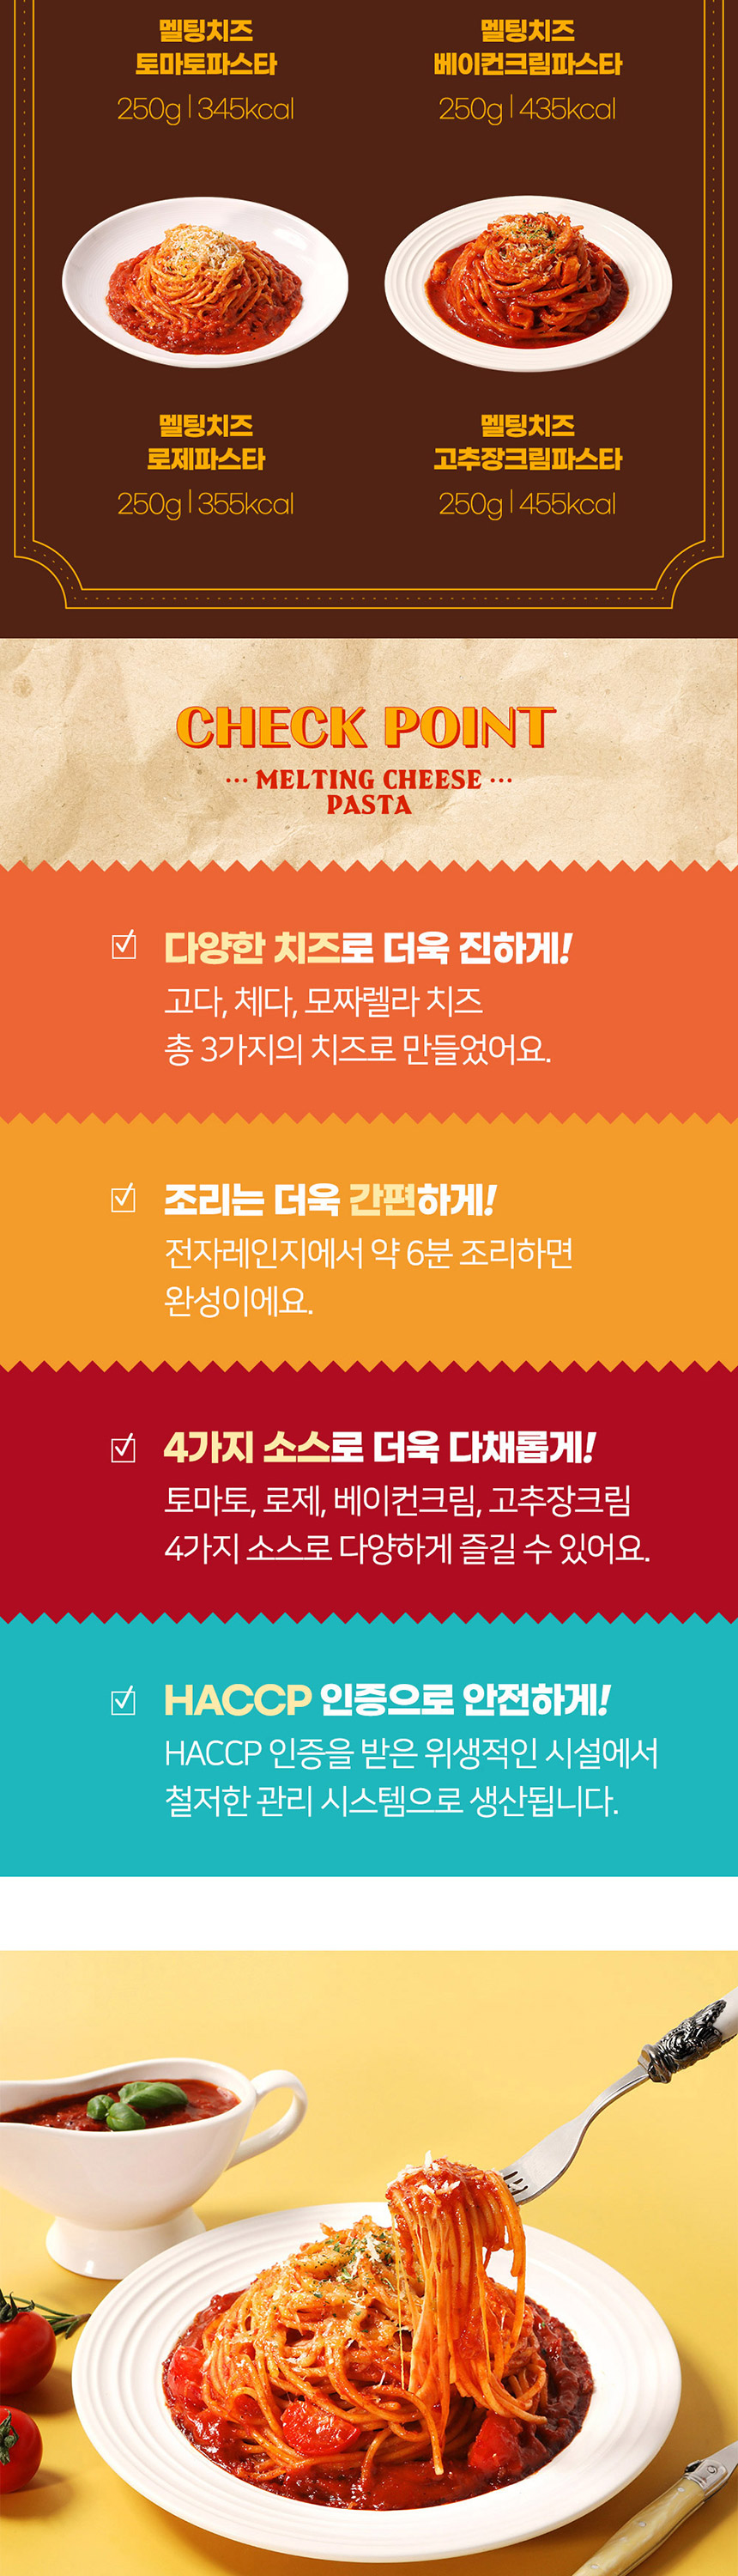 멜팅치즈
토마토파스타
250g | 345kcal
멜팅치즈
베이컨크림파스타
250g | 435kcal
멜팅치즈
로제파스타
250g | 355kcal
멜팅치즈
고추장크림파스타
250g | 455kcal
CHECK POINT
··· MELTING CHEESE ···
PASTA
다양한 치즈로 더욱 진하게!
고다, 체다, 모짜렐라 치즈
총 3가지의 치즈로 만들었어요.
조리는 더욱 간편하게!
전자레인지에서 약 6분 조리하면
완성이에요.
4가지 소스로 더욱 다채롭게!
토마토, 로제, 베이컨크림, 고추장크림
4가지 소스로 다양하게 즐길 수 있어요.
HACCP 인증으로 안전하게!
HACCP 인증을 받은 위생적인 시설에서
철저한 관리 시스템으로 생산됩니다.